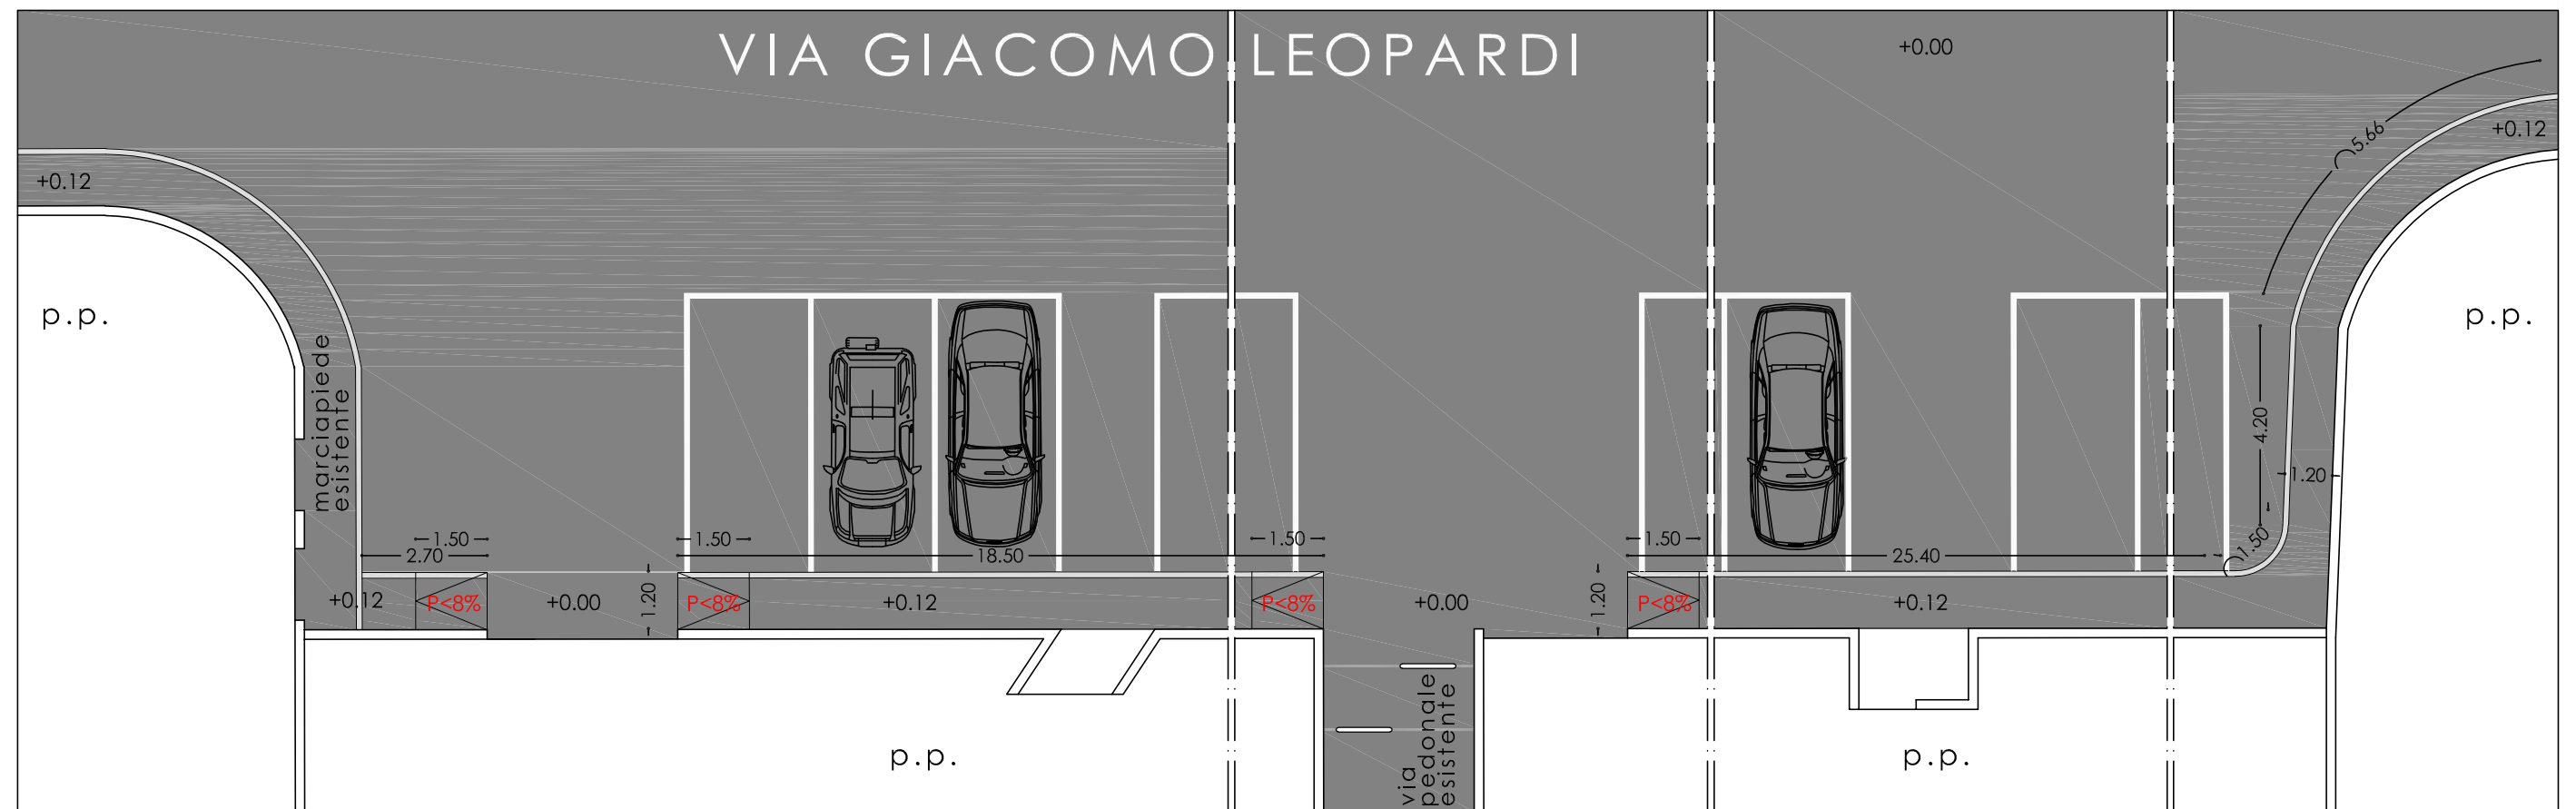 VIA GIACOMO LEOPARDI
+0.00
+0.12
5.66
+0.12
p.p.
p.p.
marciapiede
esistente
4.20
1.20
1.50
1.50
1.50
1.50
1.50
2.70
18.50
25.40
+0.12
P<8%
+0.00
1.20
P<8%
+0.12
P<8%
+0.00
1.20
P<8%
+0.12
via
pedonale
esistente
p.p.
p.p.